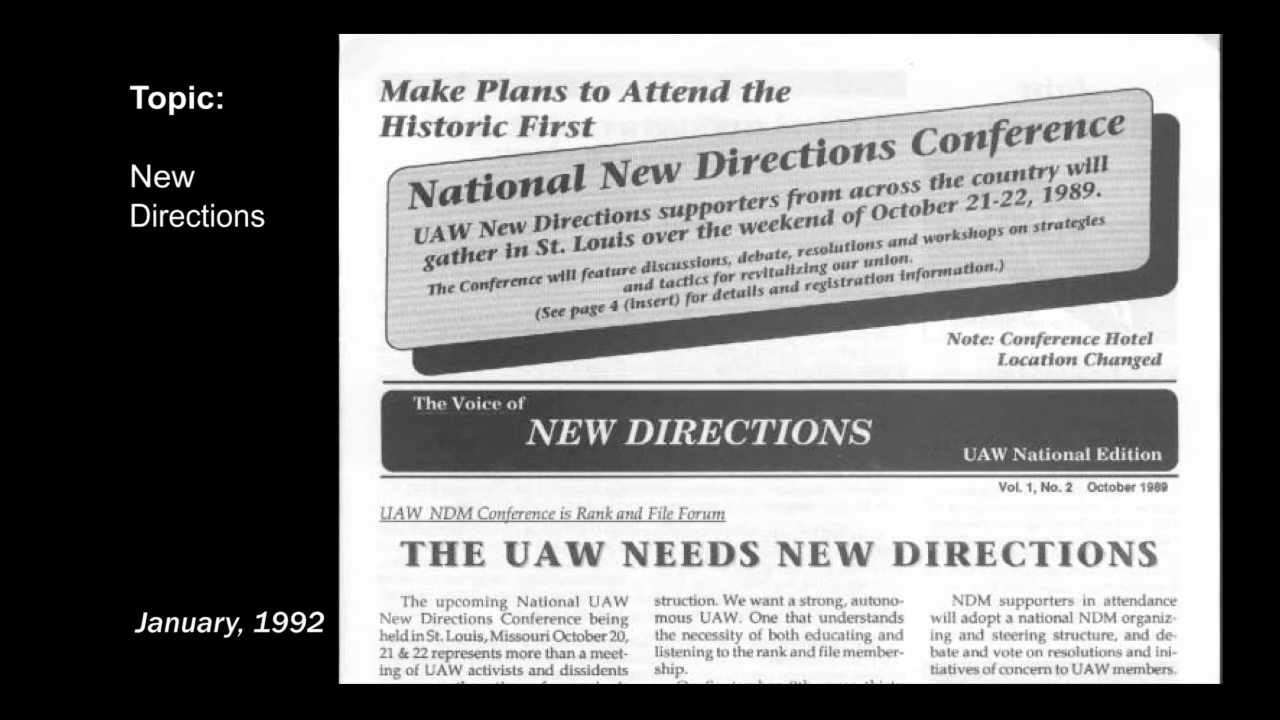 Topic:
New
Directions
January, 1992
Make Plans to Attend the
Historic First
National New Directions Conference
UAW New Directions supporters from across the country will
gather in St. Louis over the weekend of October 21-22, 1989.
The Conference will feature discussions, debate, resolutions and workshops on strategies
and tactics for revitalizing our union.
(See page 4 (insert) for details and registration information.)
Note: Conference Hotel
Location Changed
The Voice of
NEW DIRECTIONS
UAW National Edition
Vol. 1, No. 2 October 1989
UAW NDM Conference is Rank and File Forum
THE UAW NEEDS NEW DIRECTIONS
The upcoming National UAW
New Directions Conference being
held in St. Louis, Missouri October 20,
21 & 22 represents more than a meet-
ing of UAW activists and dissidents
struction. We want a strong, autono-
mous UAW. One that understands
the necessity of both educating and
listening to the rank and file member-
ship.
NDM supporters in attendance
will adopt a national NDM organiz-
ing and steering structure, and de-
bate and vote on resolutions and ini-
tiatives of concern to UAW members.